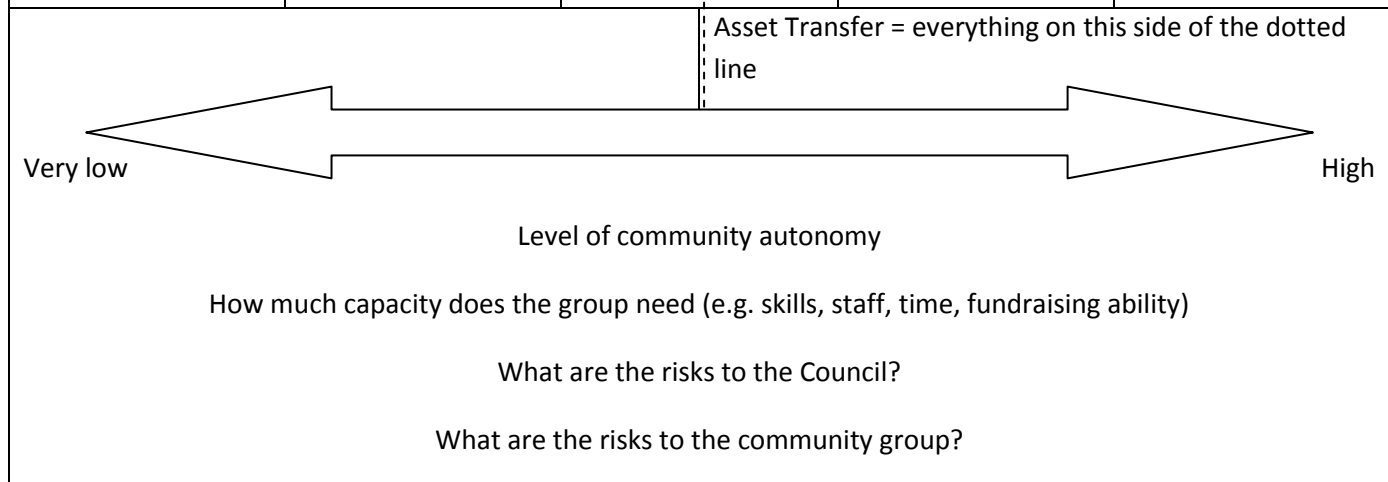 Asset Transfer = everything on this side of the dotted
line
Very low
High
Level of community autonomy
How much capacity does the group need (e.g. skills, staff, time, fundraising ability)
What are the risks to the Council?
What are the risks to the community group?